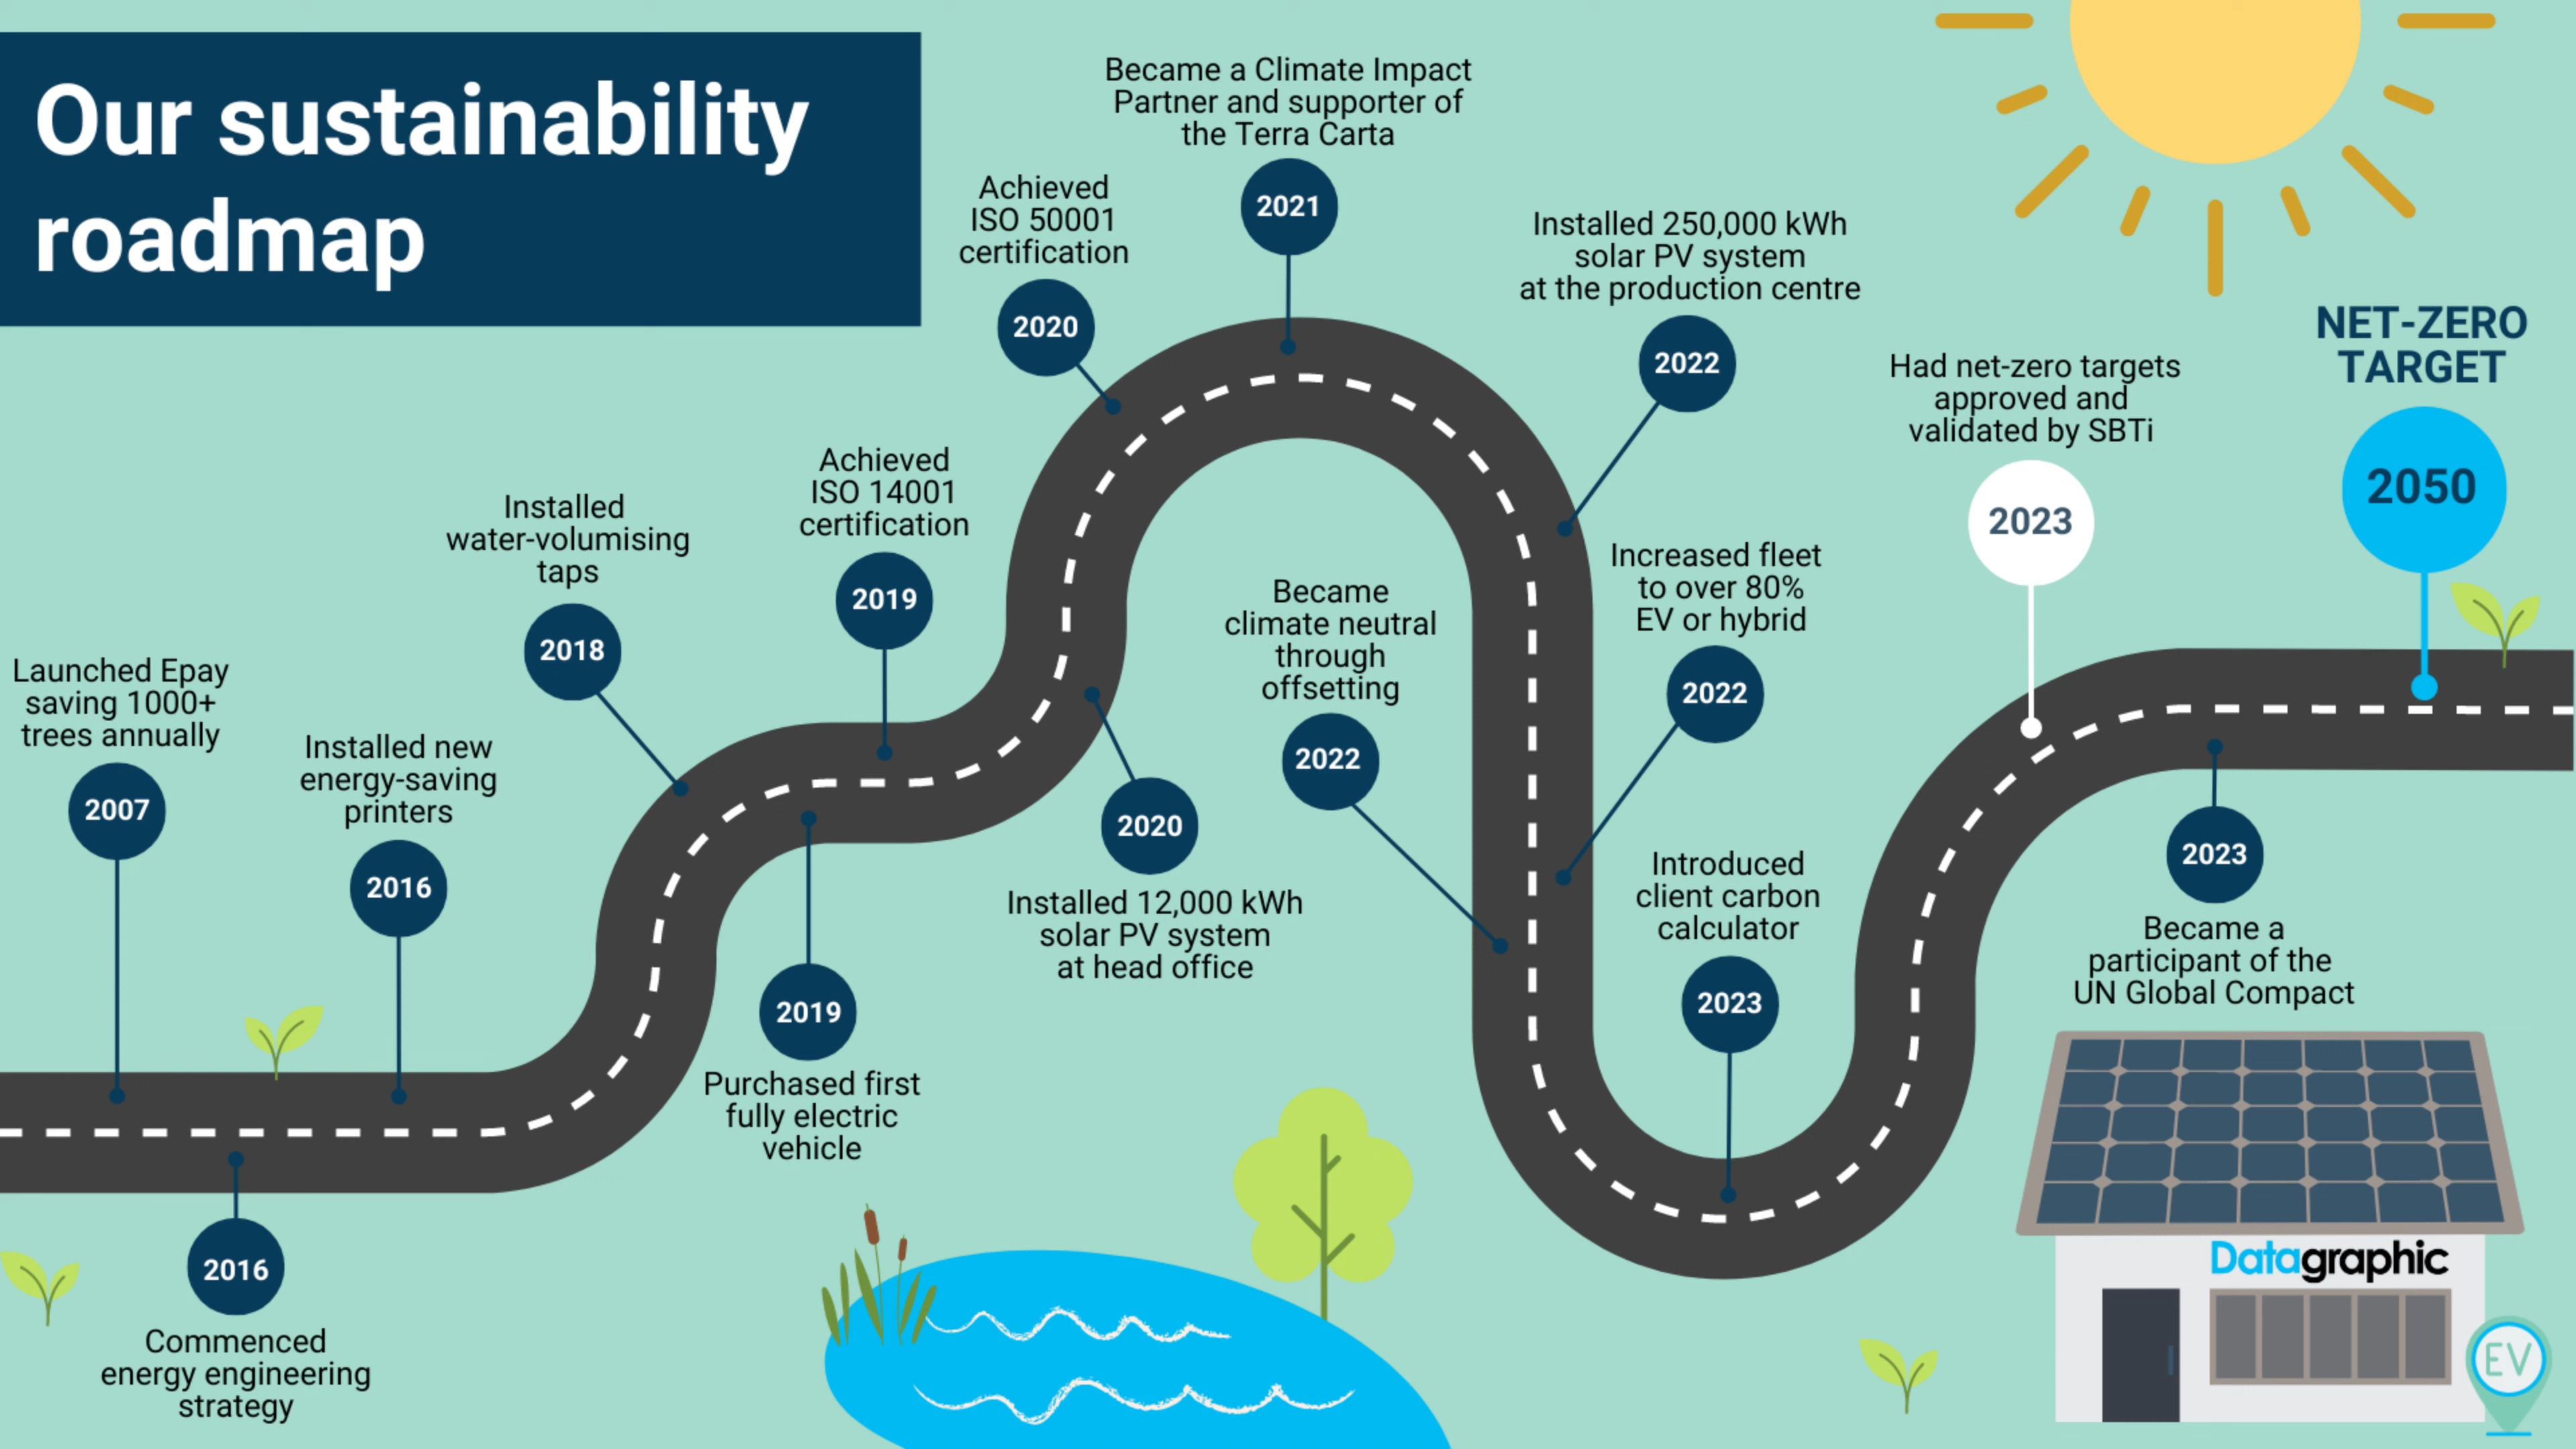 Our sustainability
roadmap
Launched Epay
saving 1000+
trees annually
2007
2016
Commenced
energy engineering
strategy
Installed new
energy-saving
printers
2016
Installed
water-volumising
taps
2018
2019
Purchased first
fully electric
vehicle
Achieved
ISO 14001
certification
2019
2020
Installed 12,000 kWh
solar PV system
at head office
Achieved
ISO 50001
certification
2020
Became a Climate Impact
Partner and supporter of
the Terra Carta
2021
Installed 250,000 kWh
solar PV system
at the production centre
2022
Increased fleet
to over 80%
EV or hybrid
2022
Became
climate neutral
through
offsetting
2022
Introduced
client carbon
calculator
2023
Had net-zero targets
approved and
validated by SBTi
2023
2023
Became a
participant of the
UN Global Compact
NET-ZERO
TARGET
2050
Datagraphic
EV